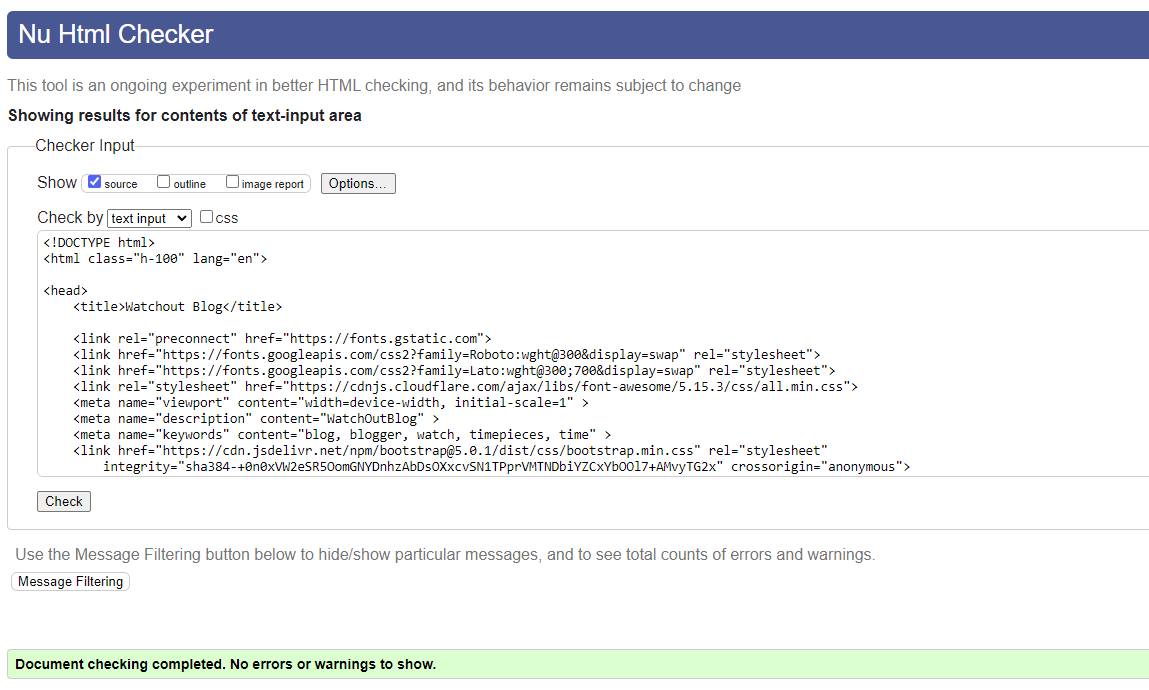 Nu Html Checker
This tool is an ongoing experiment in better HTML checking, and its behavior remains subject to change
Showing results for contents of text-input area
Checker Input
Show source outline image report Options...
Check by text input css
<!DOCTYPE html>
<html class="h-100" lang="en">
<head>
<title>Watchout Blog</title>
<link rel="preconnect" href="https://fonts.gstatic.com">
<link href="https://fonts.googleapis.com/css2?family=Roboto:wght@300&display=swap" rel="stylesheet">
<link href="https://fonts.googleapis.com/css2?family=Lato:wght@300;700&display=swap" rel="stylesheet">
<link rel="stylesheet" href="https://cdnjs.cloudflare.com/ajax/libs/font-awesome/5.15.3/css/all.min.css">
<meta name="viewport" content="width=device-width, initial-scale=1" >
<meta name="description" content="WatchOutBlog" >
<meta name="keywords" content="blog, blogger, watch, timepieces, time" >
<link href="https://cdn.jsdelivr.net/npm/bootstrap@5.0.1/dist/css/bootstrap.min.css" rel="stylesheet"
integrity="sha384-+0n0xVW2eSR5OomGNYDnhzAbDsOXxcvSN1TPprVMTNDbiYZCxYbOOl7+AMvyTG2x" crossorigin="anonymous">
Check
Use the Message Filtering button below to hide/show particular messages, and to see total counts of errors and warnings.
Message Filtering
Document checking completed. No errors or warnings to show.